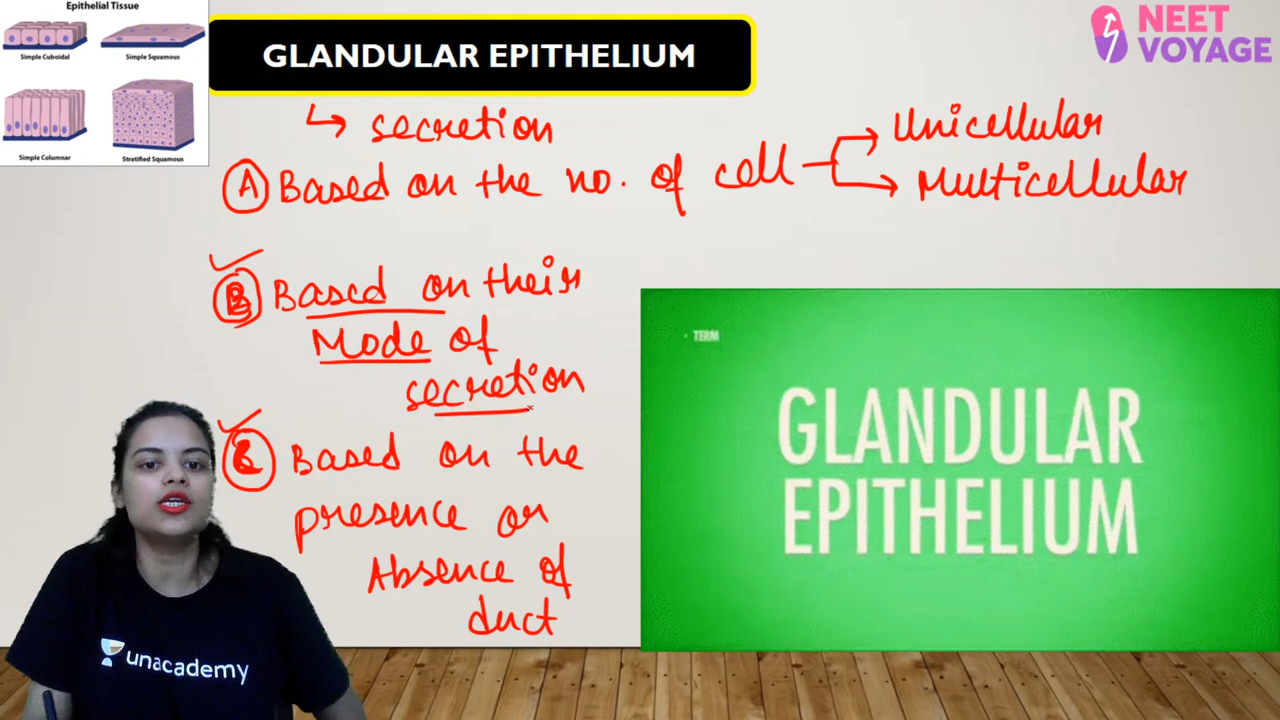 Epithelial Tissue
Simple Cuboidal
Simple Squamous
Simple Columnar
Stratified Squamous
GLANDULAR EPITHELIUM
NEET
VOYAGE
↳ secretion
(A) Based on the no. of cell
Unicellular
Multicellular
(B) Based on their
Mode of
secretion
(C) Based on the
presence or
Absence of
duct
• TERM
GLANDULAR
EPITHELIUM
unacademy